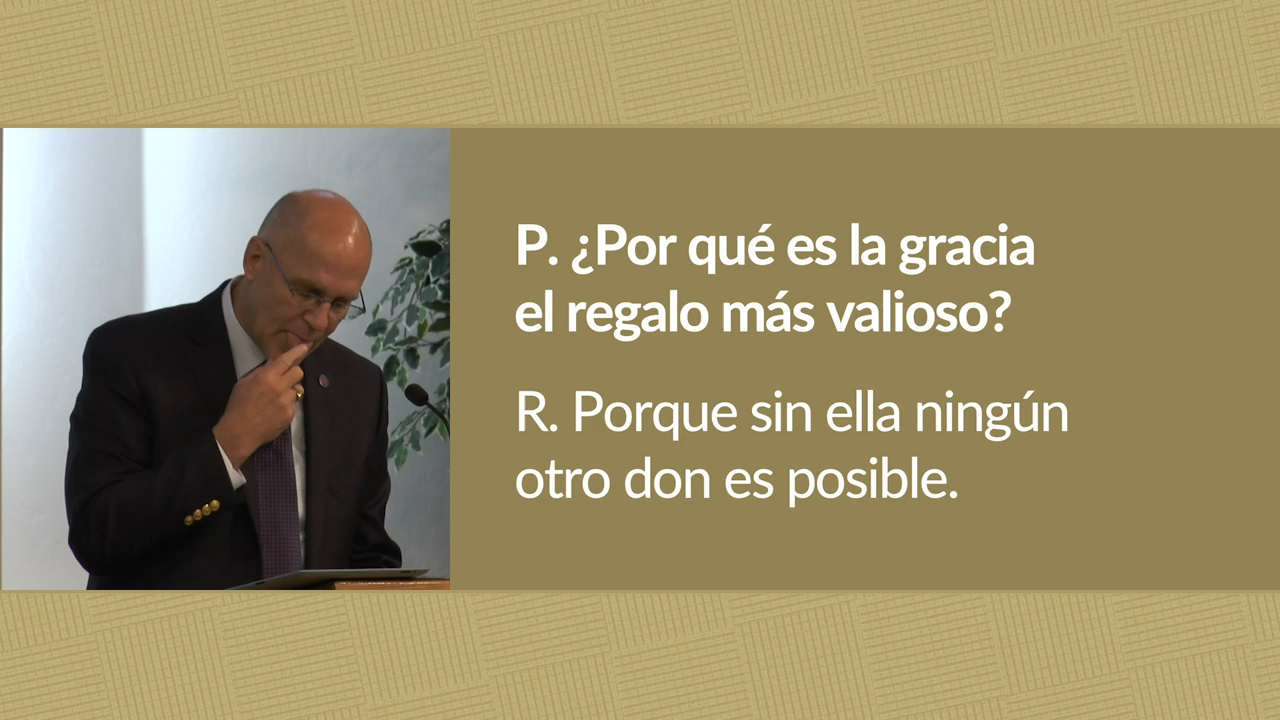 P. ¿Por qué es la gracia
el regalo más valioso?
R. Porque sin ella ningún
otro don es posible.